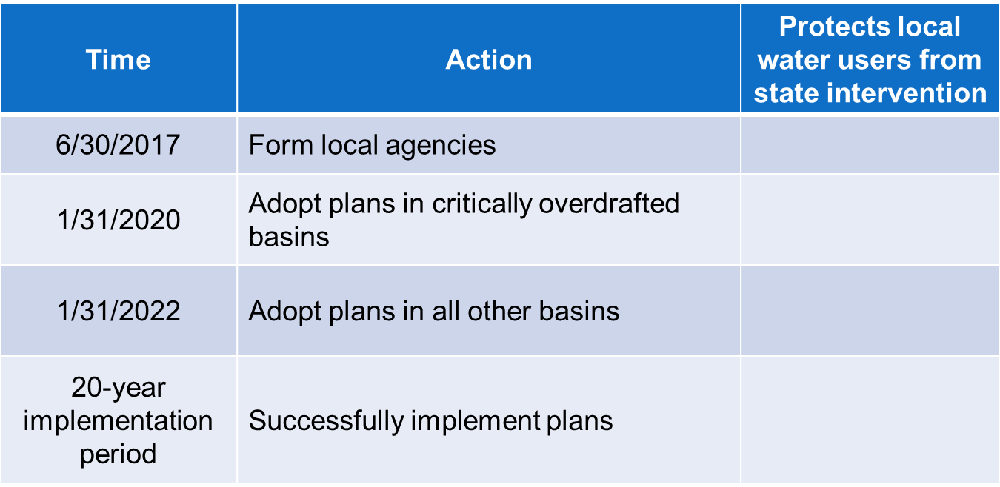 Time
Action
Protects local
water users from
state intervention
6/30/2017
Form local agencies
1/31/2020
Adopt plans in critically overdrafted
basins
1/31/2022
Adopt plans in all other basins
20-year
implementation
period
Successfully implement plans